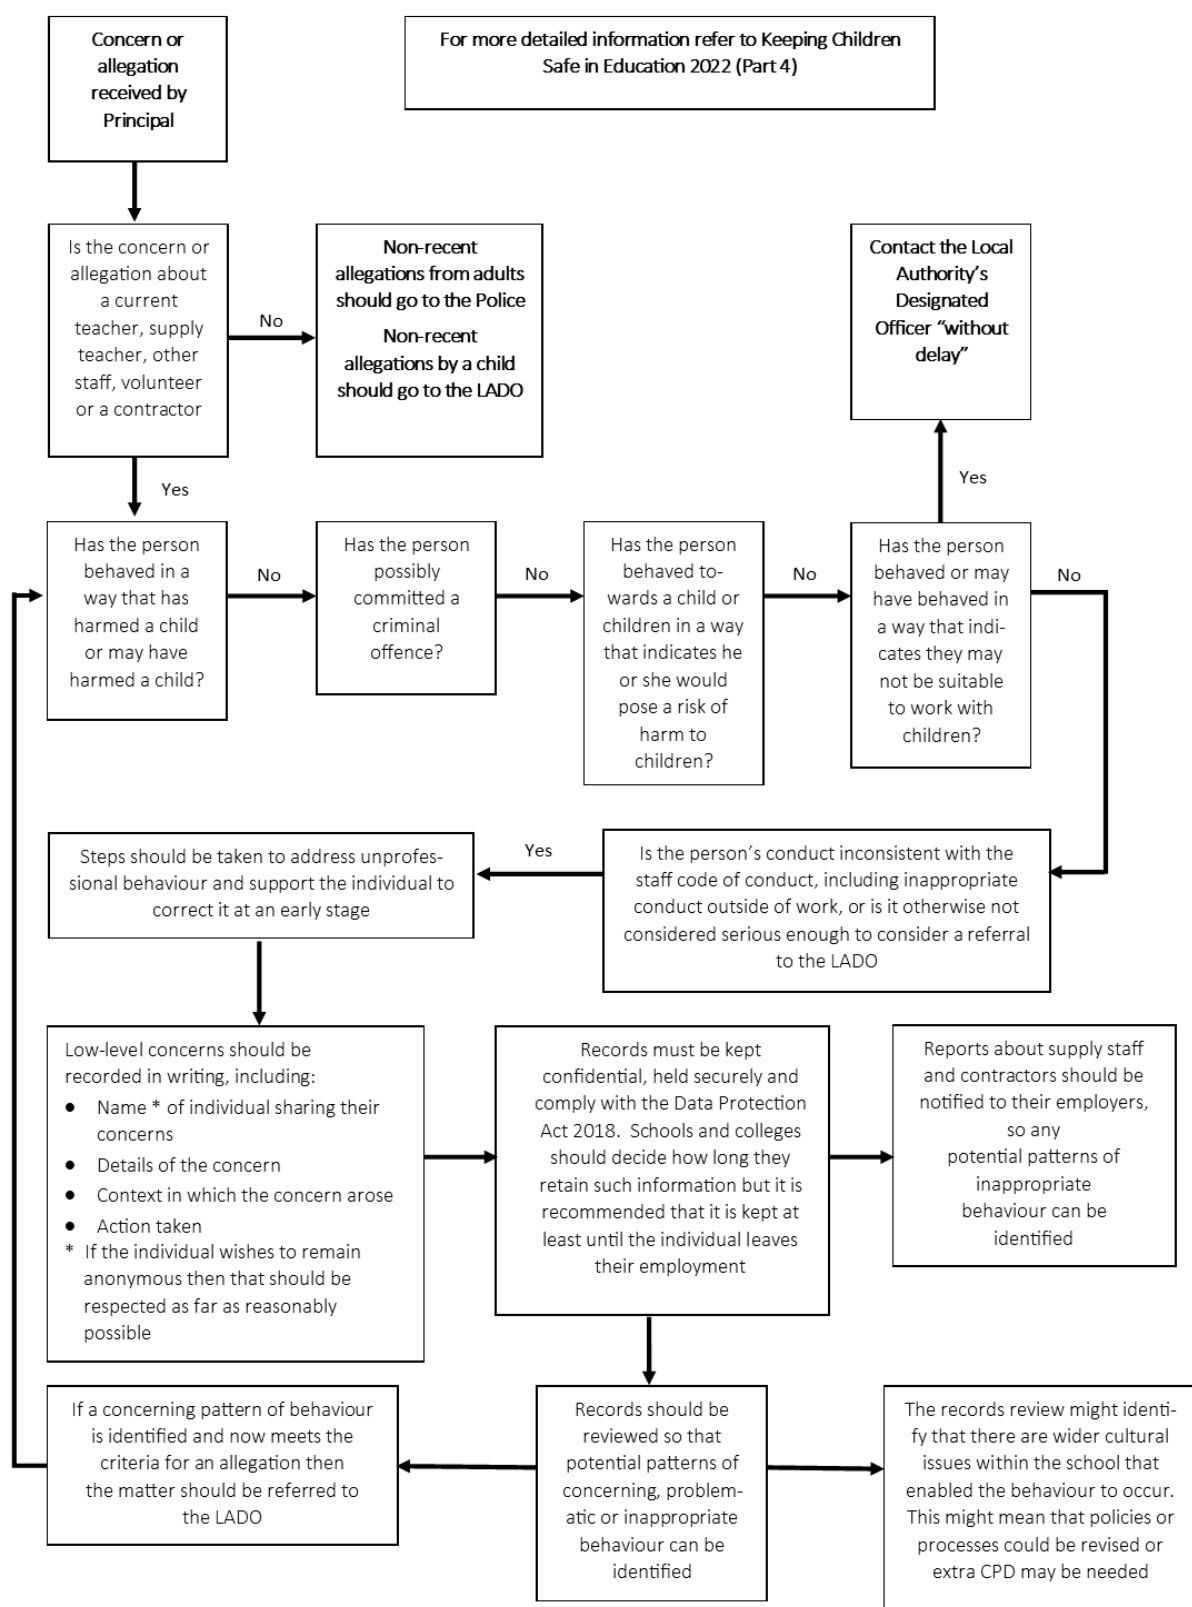 Concern or
allegation
received by
Principal
For more detailed information refer to Keeping Children
Safe in Education 2022 (Part 4)
Is the concern or
allegation about
a current
teacher, supply
teacher, other
staff, volunteer
or a contractor
No
Non-recent
allegations from adults
should go to the Police
Non-recent
allegations by a child
should go to the LADO
Contact the Local
Authority’s
Designated
Officer “without
delay”
Yes
Yes
Has the person
behaved in a
way that has
harmed a child
or may have
harmed a child?
No
Has the person
possibly
committed a
criminal
offence?
No
Has the person
behaved to-
wards a child or
children in a way
that indicates he
or she would
pose a risk of
harm to
children?
No
Has the person
behaved or may
have behaved in
a way that indi-
cates they may
not be suitable
to work with
children?
No
Steps should be taken to address unprofes-
sional behaviour and support the individual to
correct it at an early stage
Yes
Is the person’s conduct inconsistent with the
staff code of conduct, including inappropriate
conduct outside of work, or is it otherwise not
considered serious enough to consider a referral
to the LADO
Low-level concerns should be
recorded in writing, including:
● Name * of individual sharing their
concerns
● Details of the concern
● Context in which the concern arose
● Action taken
* If the individual wishes to remain
anonymous then that should be
respected as far as reasonably
possible
Records must be kept
confidential, held securely and
comply with the Data Protection
Act 2018.  Schools and colleges
should decide how long they
retain such information but it is
recommended that it is kept at
least until the individual leaves
their employment
Reports about supply staff
and contractors should be
notified to their employers,
so any
potential patterns of
inappropriate
behaviour can be
identified
If a concerning pattern of behaviour
is identified and now meets the
criteria for an allegation then
the matter should be referred to
the LADO
Records should be
reviewed so that
potential patterns of
concerning, problem-
atic or inappropriate
behaviour can be
identified
The records review might identi-
fy that there are wider cultural
issues within the school that
enabled the behaviour to occur.
This might mean that policies or
processes could be revised or
extra CPD may be needed